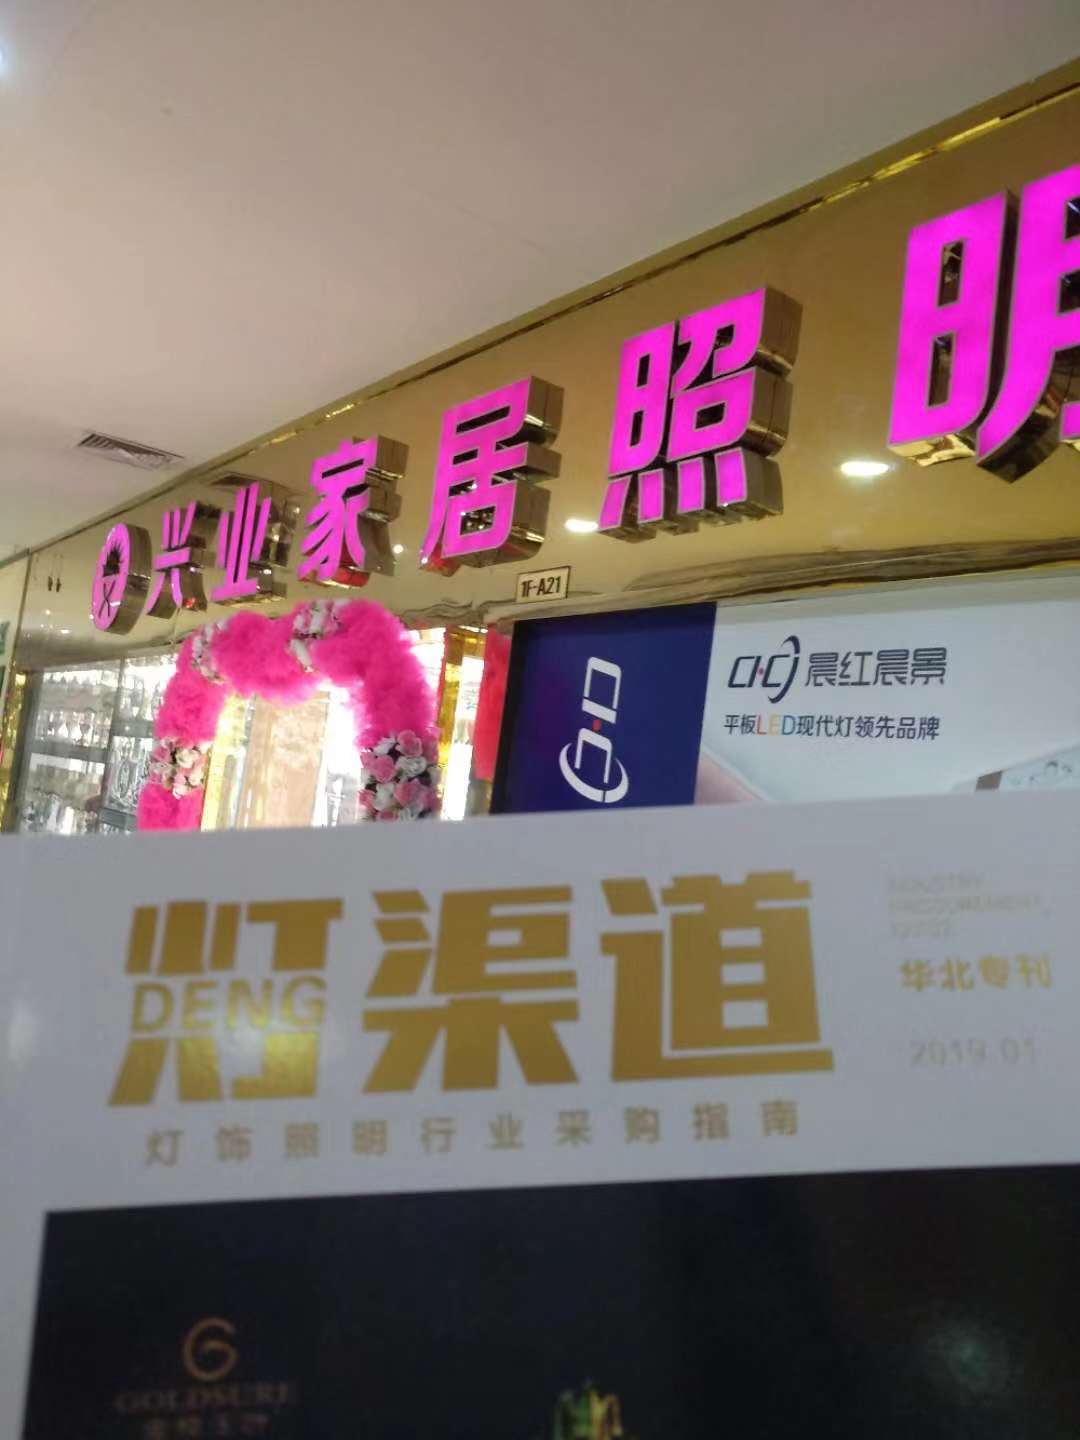 兴业家居照明
1F-A21
晨红晨景
平板LED现代灯领先品牌
灯渠道
DENG
灯饰照明行业采购指南
INDUSTRY
PROCUREMENT
华北专刊
2019.01
GOLDSURE